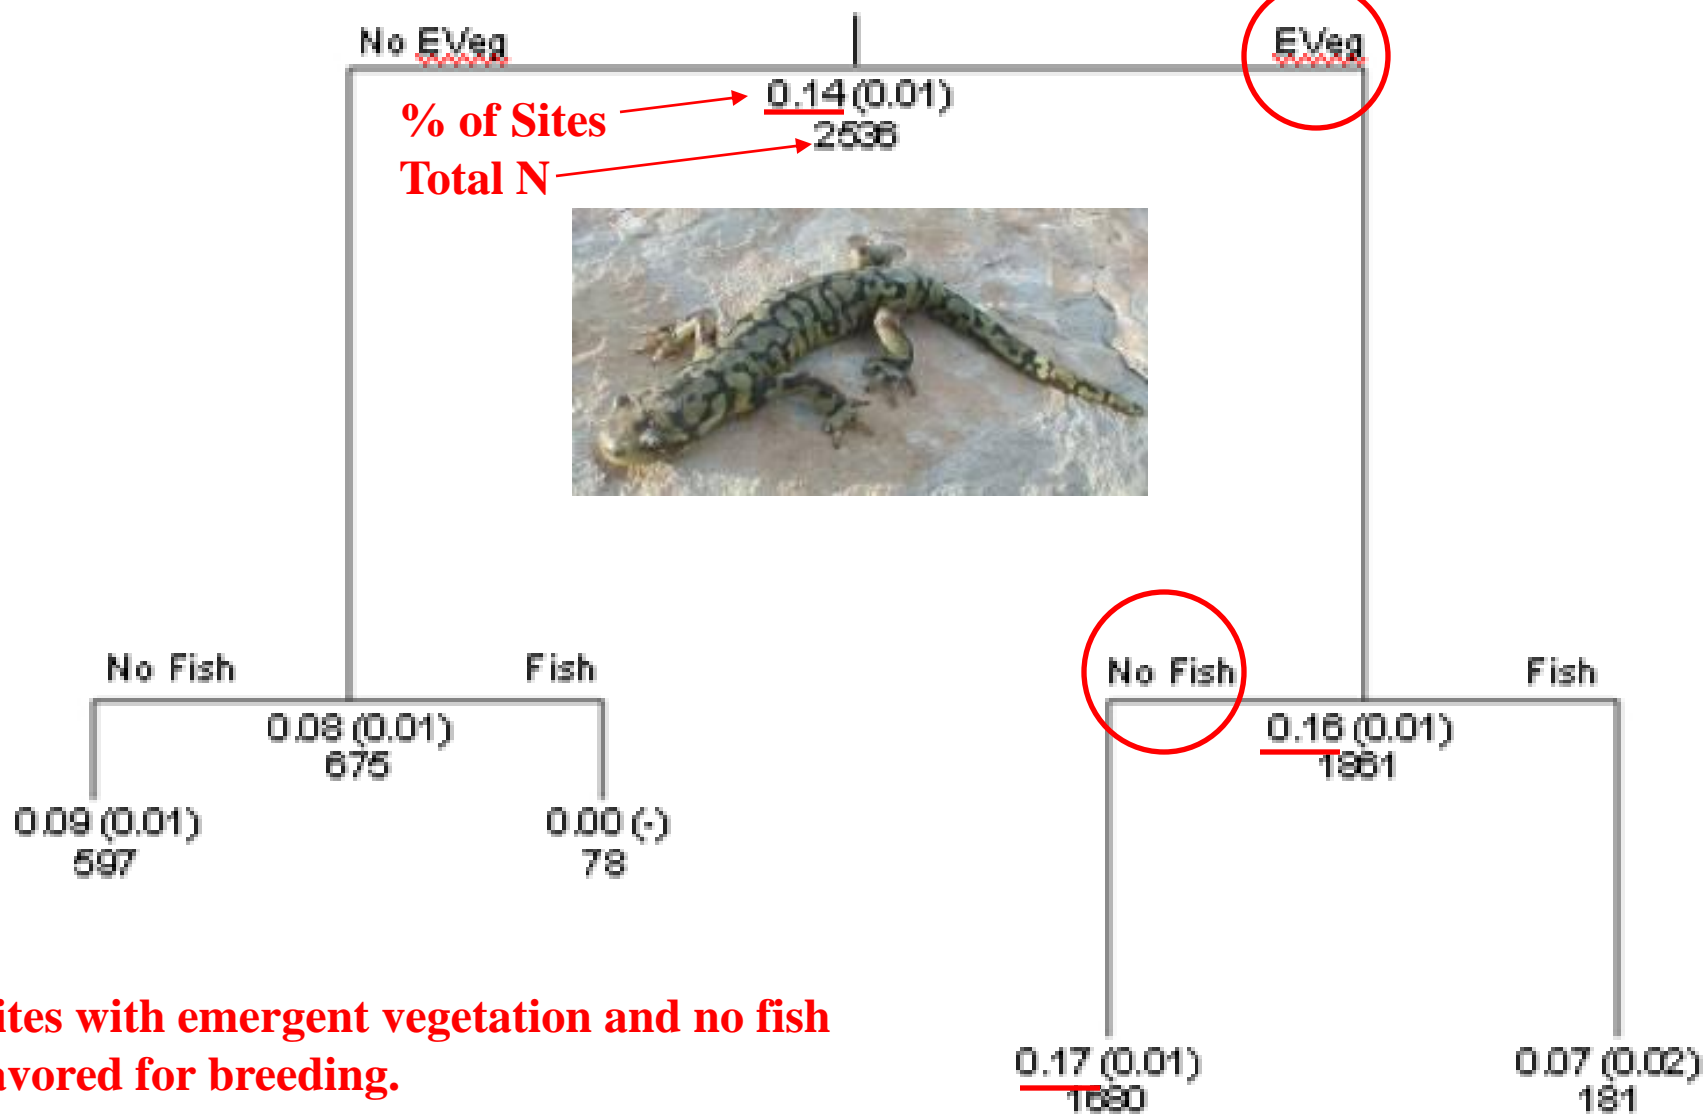 No EVeg
EVeg
0.14 (0.01)
2536
% of Sites
Total N
No Fish
Fish
0.08 (0.01)
675
0.09 (0.01)
597
0.00 (-)
78
No Fish
Fish
0.16 (0.01)
1861
0.17 (0.01)
1680
0.07 (0.02)
181
ites with emergent vegetation and no fish
avored for breeding.